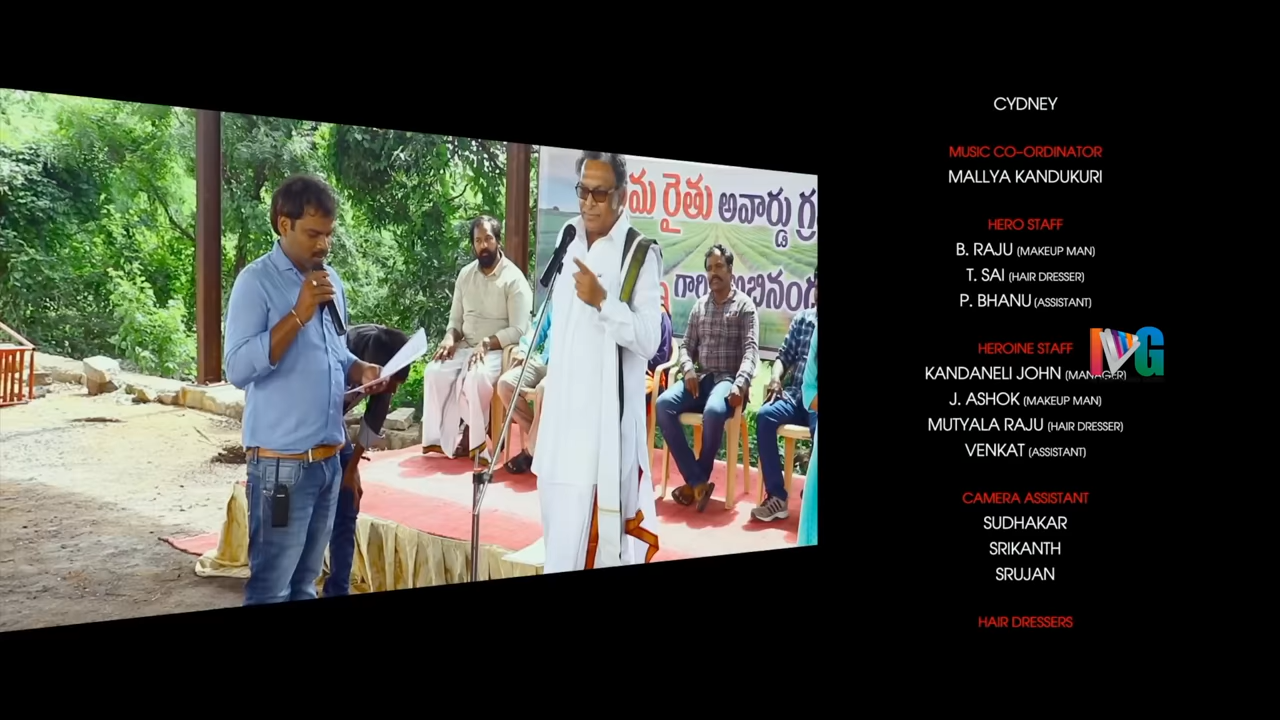 మ రైతు అవార్డు గ్ర
గారి
CYDNEY
MUSIC CO-ORDINATOR
MALLYA KANDUKURI
HERO STAFF
B. RAJU (MAKEUP MAN)
T. SAI (HAIR DRESSER)
P. BHANU (ASSISTANT)
HEROINE STAFF
KANDANELI JOHN (MANAGER)
J. ASHOK (MAKEUP MAN)
MUTYALA RAJU (HAIR DRESSER)
VENKAT (ASSISTANT)
CAMERA ASSISTANT
SUDHAKAR
SRIKANTH
SRUJAN
HAIR DRESSERS